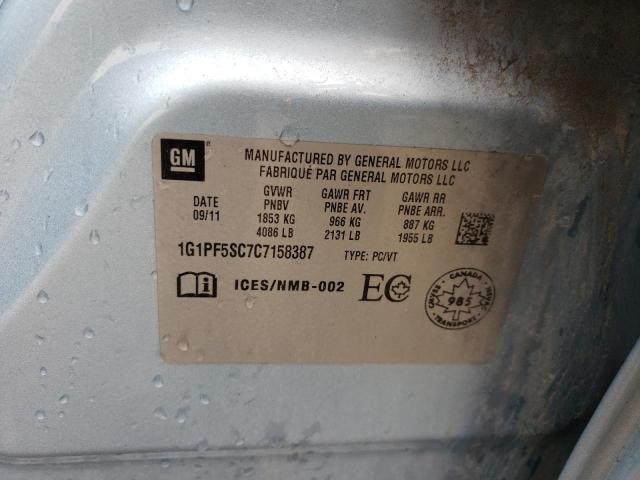 GM
MANUFACTURED BY GENERAL MOTORS LLC
FABRIQUÉ PAR GENERAL MOTORS LLC
DATE
09/11
GVWR
PNBV
1853 KG
4086 LB
GAWR FRT
PNBE AV.
966 KG
2131 LB
GAWR RR
PNBE ARR.
887 KG
1955 LB
1G1PF5SC7C7158387 TYPE: PC/VT
i ICES/NMB-002 EC
CANADA
985
TRANSPORT